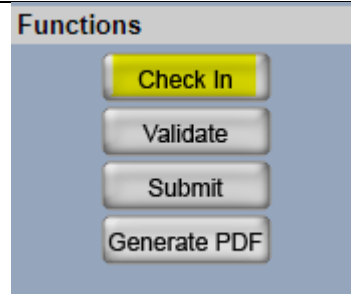 Functions
Check In
Validate
Submit
Generate PDF